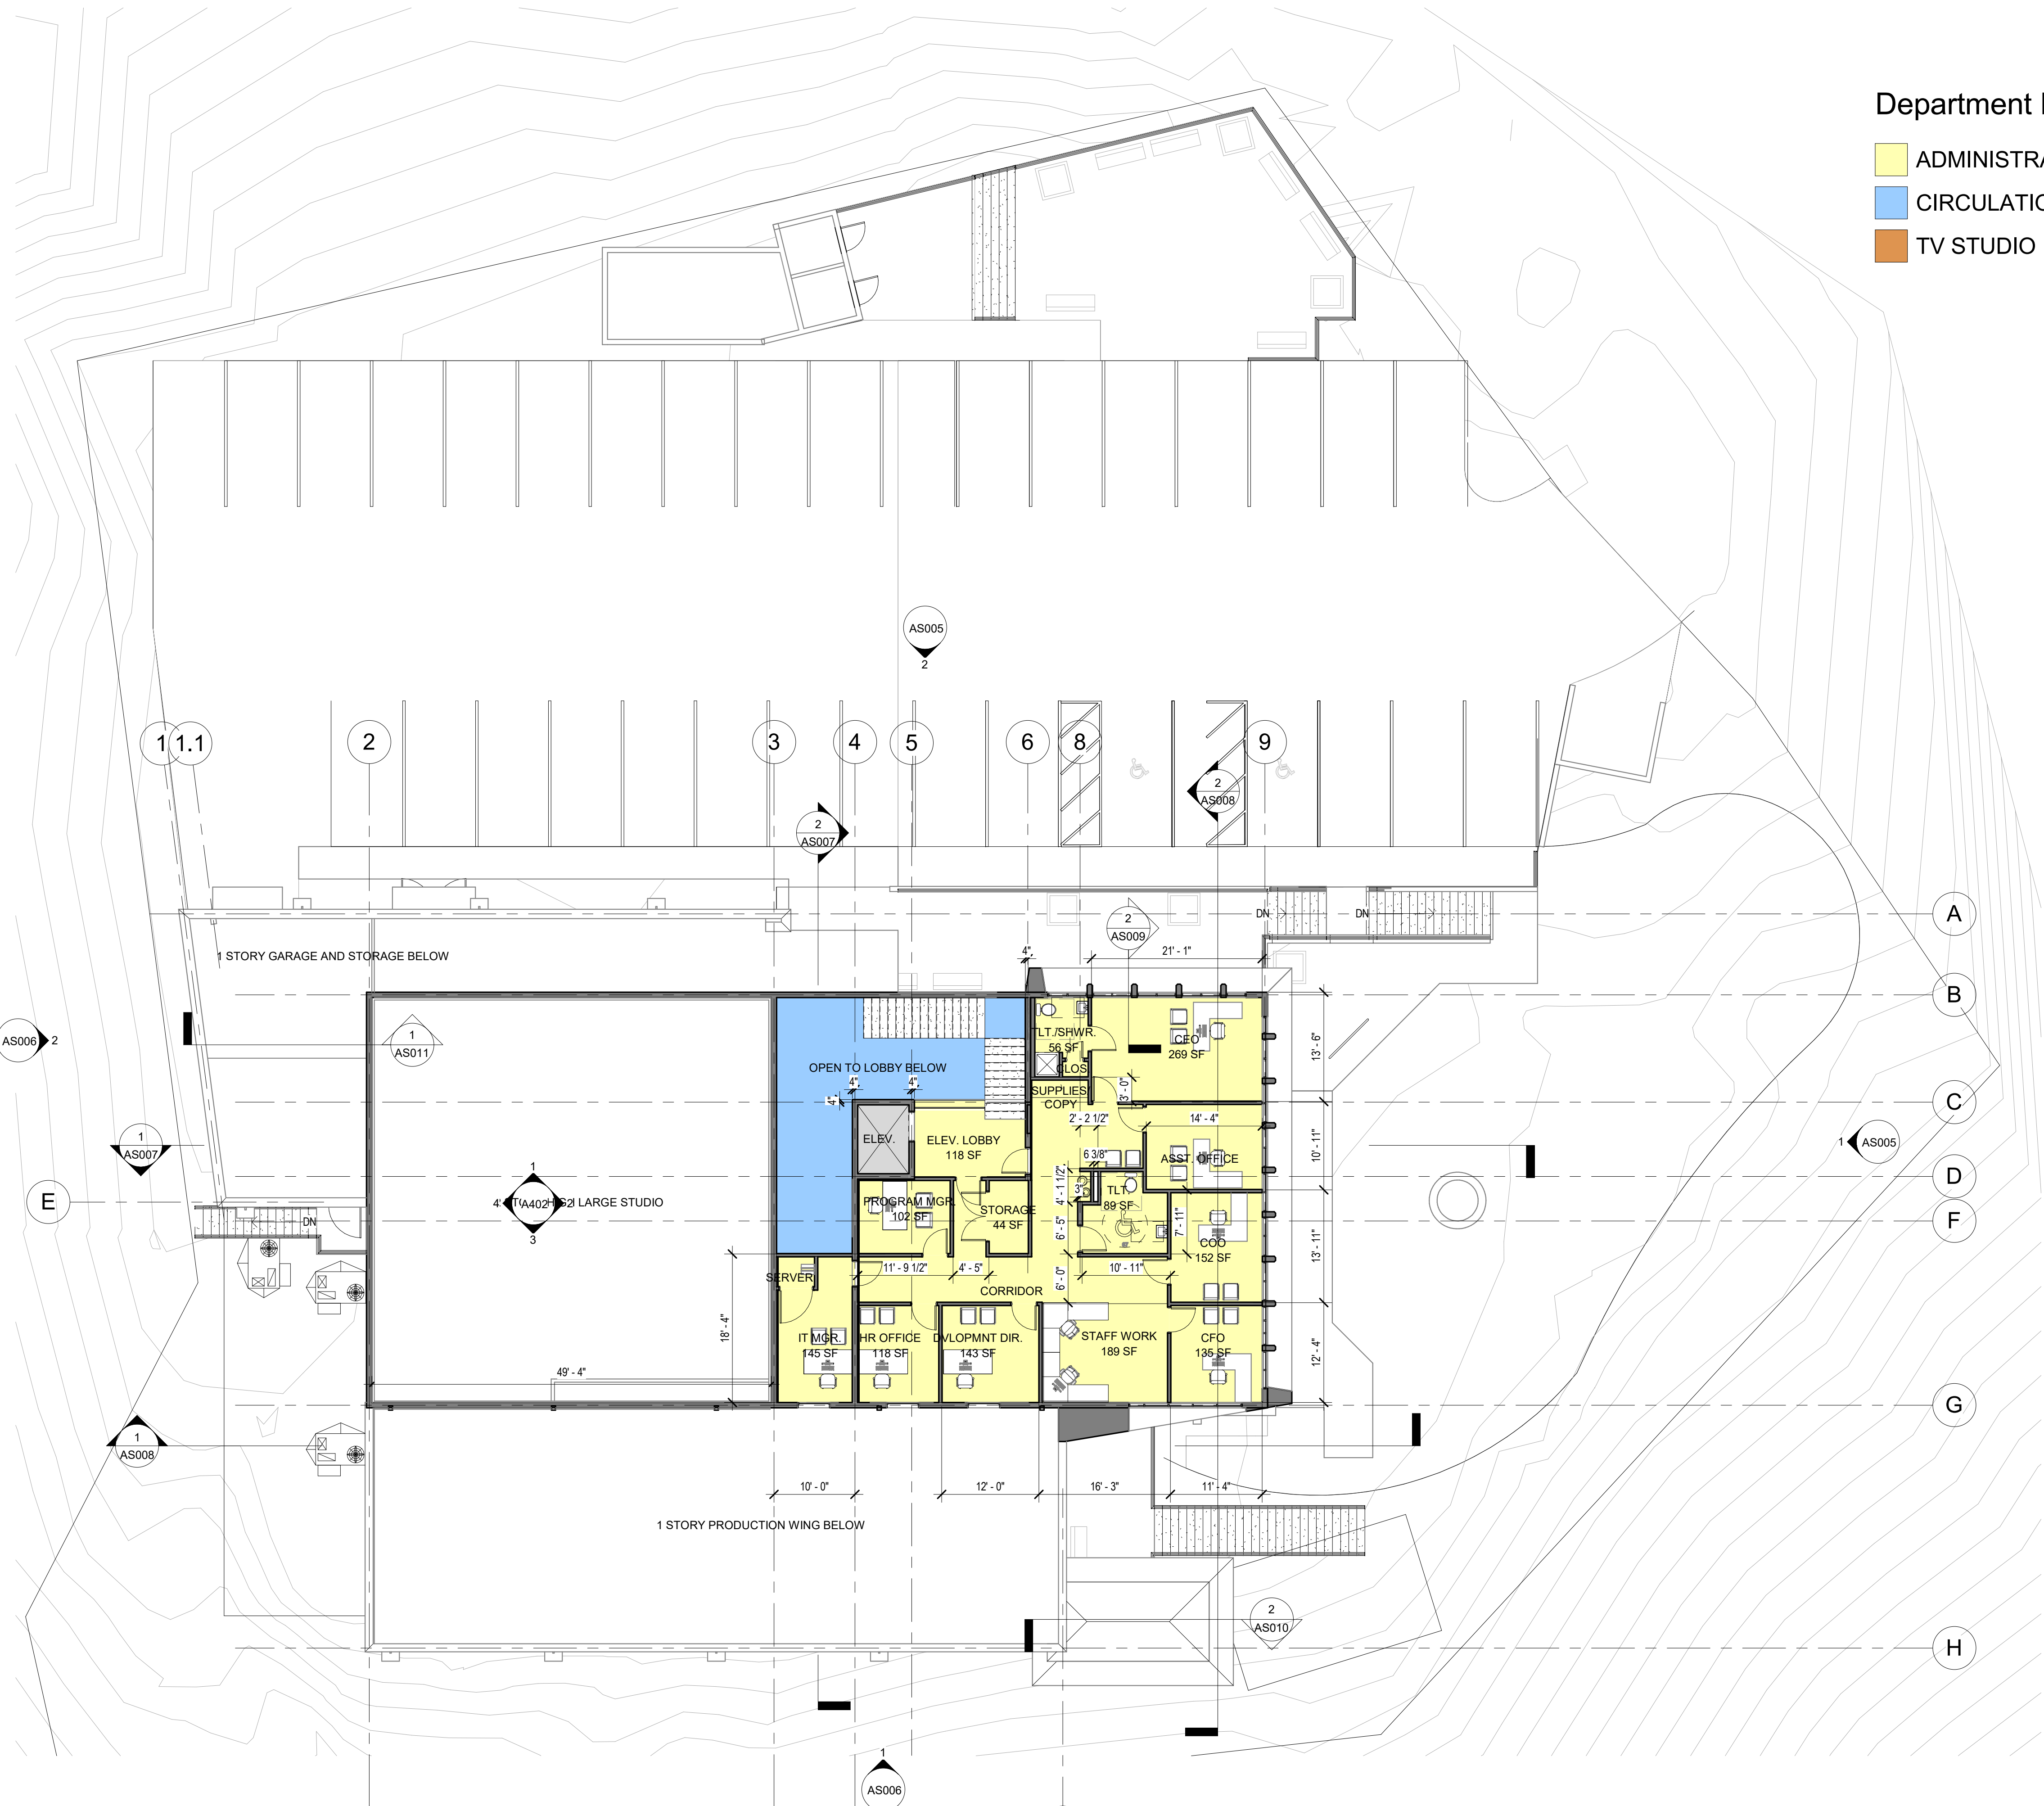 Department
ADMINISTRA
CIRCULATIO
TV STUDIO
AS005
2
1
1.1
2
3
4
5
6
8
9
2
AS008
2
AS007
A
DN
DN
2
AS009
1 STORY GARAGE AND STORAGE BELOW
4"
21' - 1"
B
AS006
2
1
AS011
TLT./SHWR.
56 SF
CEO
269 SF
13' - 6"
OPEN TO LOBBY BELOW
CLOS
4"
4"
4"
SUPPLIES/
COPY
3' - 0"
C
2' - 2 1/2"
14' - 4"
1
AS007
ELEV.
ELEV. LOBBY
118 SF
6 3/8"
ASST. OFFICE
10' - 11"
1
AS005
D
1
A402
2
3
HIGH LARGE STUDIO
E
PROGRAM MGR.
102 SF
STORAGE
44 SF
4' - 1 1/2"
3"
TLT.
89 SF
7' - 11"
6' - 5"
DN
F
COO
152 SF
13' - 11"
SERVER
11' - 9 1/2"
4' - 5"
CORRIDOR
6' - 0"
10' - 11"
18' - 4"
IT MGR.
145 SF
HR OFFICE
118 SF
DVLOPMNT DIR.
143 SF
STAFF WORK
189 SF
CFO
135 SF
12' - 4"
49' - 4"
G
1
AS008
10' - 0"
12' - 0"
16' - 3"
11' - 4"
1 STORY PRODUCTION WING BELOW
2
AS010
H
1
AS006